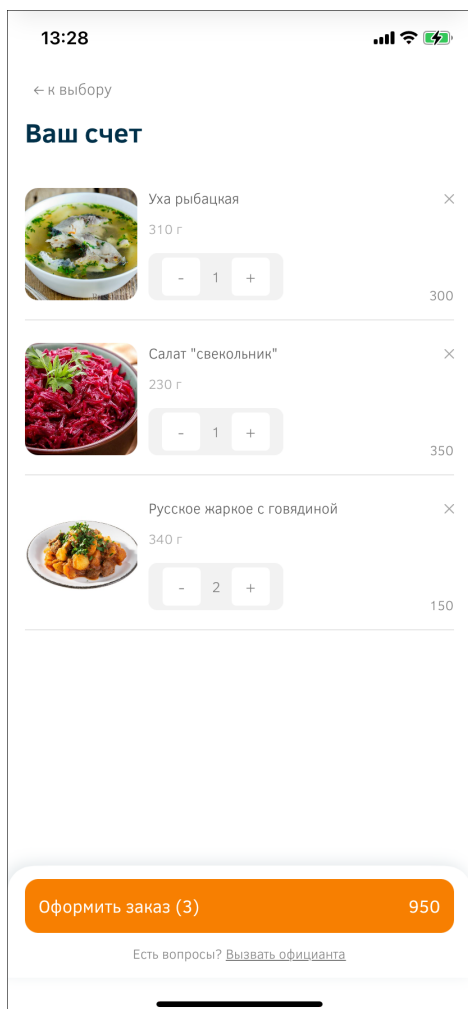 13:28
← к выбору
Ваш счет
Уха рыбацкая
310 г
- 1 +
300
Салат "свекольник"
230 г
- 1 +
350
Русское жаркое с говядиной
340 г
- 2 +
150
Оформить заказ (3) 950
Есть вопросы? Вызвать официанта